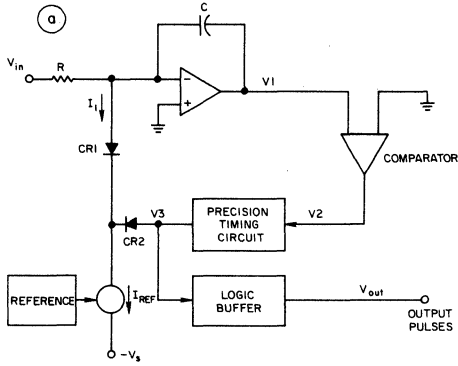 a
C
Vin
R
−
+
V1
I1
CR1
COMPARATOR
V3
PRECISION
TIMING
CIRCUIT
V2
CR2
REFERENCE
IREF
LOGIC
BUFFER
Vout
OUTPUT
PULSES
-Vs